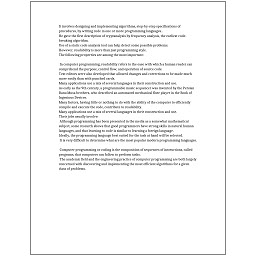 It involves designing and implementing algorithms, step-by-step specifications of
procedures, by writing code in one or more programming languages.
He gave the first description of cryptanalysis by frequency analysis, the earliest code-
breaking algorithm.
Use of a static code analysis tool can help detect some possible problems.
However, readability is more than just programming style.
The following properties are among the most important:

In computer programming, readability refers to the ease with which a human reader can
comprehend the purpose, control flow, and operation of source code.
Text editors were also developed that allowed changes and corrections to be made much
more easily than with punched cards.
Many applications use a mix of several languages in their construction and use.
As early as the 9th century, a programmable music sequencer was invented by the Persian
Banu Musa brothers, who described an automated mechanical flute player in the Book of
Ingenious Devices.
Many factors, having little or nothing to do with the ability of the computer to efficiently
compile and execute the code, contribute to readability.
Many applications use a mix of several languages in their construction and use.
Their jobs usually involve:
Although programming has been presented in the media as a somewhat mathematical
subject, some research shows that good programmers have strong skills in natural human
languages, and that learning to code is similar to learning a foreign language.
Ideally, the programming language best suited for the task at hand will be selected.
It is very difficult to determine what are the most popular modern programming languages.

Computer programming or coding is the composition of sequences of instructions, called
programs, that computers can follow to perform tasks.
The academic field and the engineering practice of computer programming are both largely
concerned with discovering and implementing the most efficient algorithms for a given
class of problems.